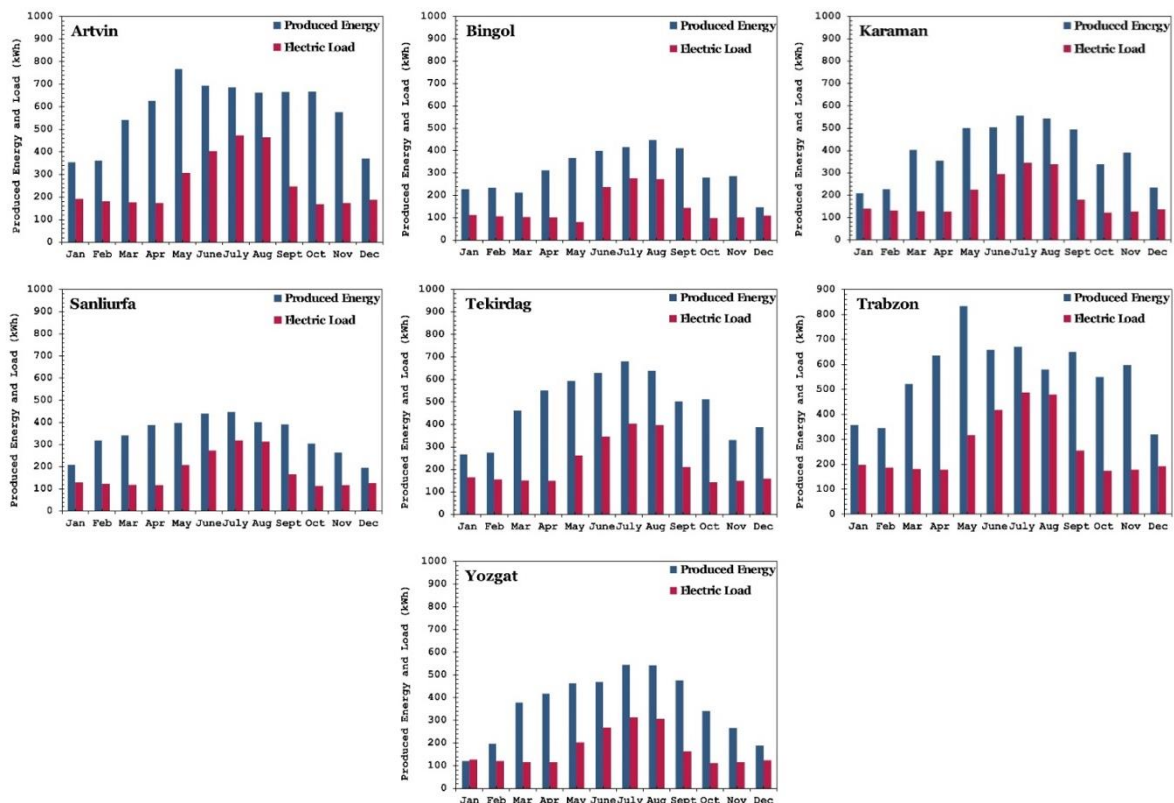 Artvin
Produced Energy
Electric Load
Produced Energy and Load (kWh)
1000
900
800
700
600
500
400
300
200
100
0
Jan Feb Mar Apr May June July Aug Sept Oct Nov Dec
Bingol
Produced Energy
Electric Load
Produced Energy and Load (kWh)
1000
900
800
700
600
500
400
300
200
100
0
Jan Feb Mar Apr May June July Aug Sept Oct Nov Dec
Karaman
Produced Energy
Electric Load
Produced Energy and Load (kWh)
1000
900
800
700
600
500
400
300
200
100
0
Jan Feb Mar Apr May June July Aug Sept Oct Nov Dec
Sanliurfa
Produced Energy
Electric Load
Produced Energy and Load (kWh)
1000
900
800
700
600
500
400
300
200
100
0
Jan Feb Mar Apr May June July Aug Sept Oct Nov Dec
Tekirdag
Produced Energy
Electric Load
Produced Energy and Load (kWh)
1000
900
800
700
600
500
400
300
200
100
0
Jan Feb Mar Apr May June July Aug Sept Oct Nov Dec
Trabzon
Produced Energy
Electric Load
Produced Energy and Load (kWh)
900
800
700
600
500
400
300
200
100
0
Jan Feb Mar Apr May June July Aug Sept Oct Nov Dec
Yozgat
Produced Energy
Electric Load
Produced Energy and Load (kWh)
1000
900
800
700
600
500
400
300
200
100
0
Jan Feb Mar Apr May June July Aug Sept Oct Nov Dec